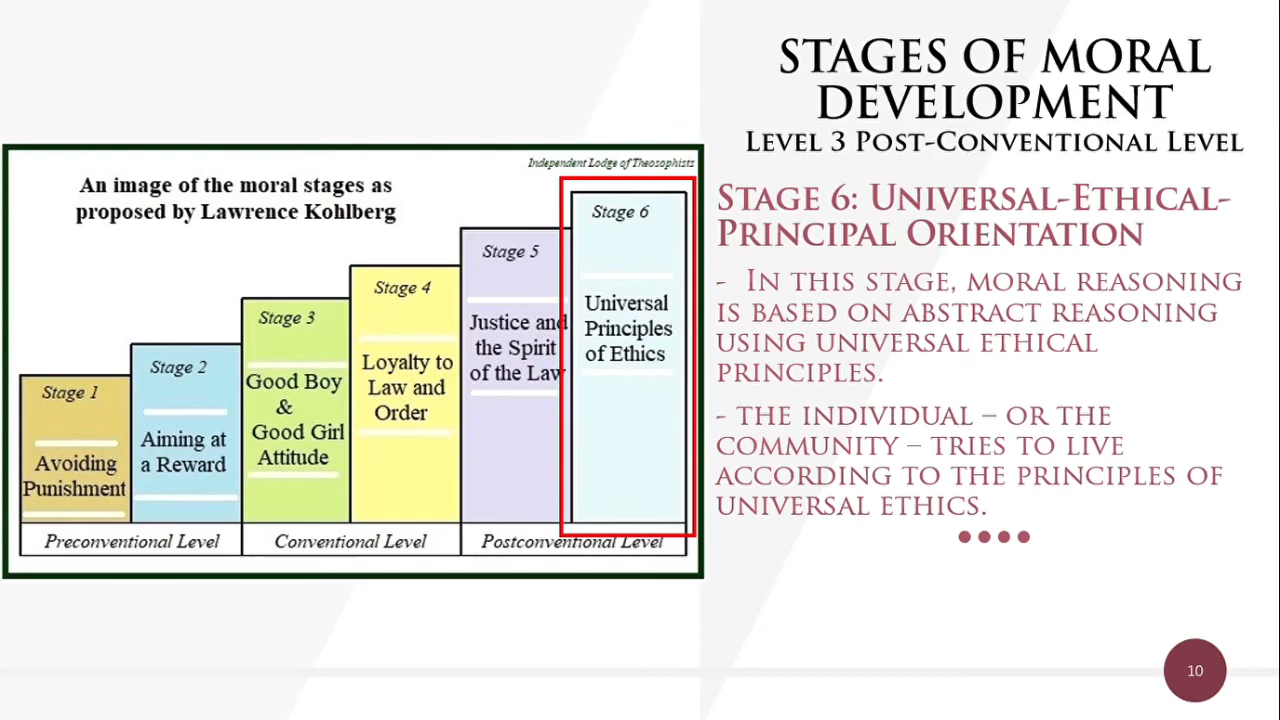 STAGES OF MORAL
DEVELOPMENT
LEVEL 3 POST-CONVENTIONAL LEVEL
Independent Lodge of Theosophists
An image of the moral stages as
proposed by Lawrence Kohlberg
Stage 1
Avoiding
Punishment
Stage 2
Aiming at
a Reward
Stage 3
Good Boy
&
Good Girl
Attitude
Stage 4
Loyalty to
Law and
Order
Stage 5
Justice and
the Spirit
of the Law
Stage 6
Universal
Principles
of Ethics
Preconventional Level
Conventional Level
Postconventional Level
STAGE 6: UNIVERSAL-ETHICAL-
PRINCIPAL ORIENTATION
- IN THIS STAGE, MORAL REASONING
IS BASED ON ABSTRACT REASONING
USING UNIVERSAL ETHICAL
PRINCIPLES.
- THE INDIVIDUAL – OR THE
COMMUNITY – TRIES TO LIVE
ACCORDING TO THE PRINCIPLES OF
UNIVERSAL ETHICS.
10